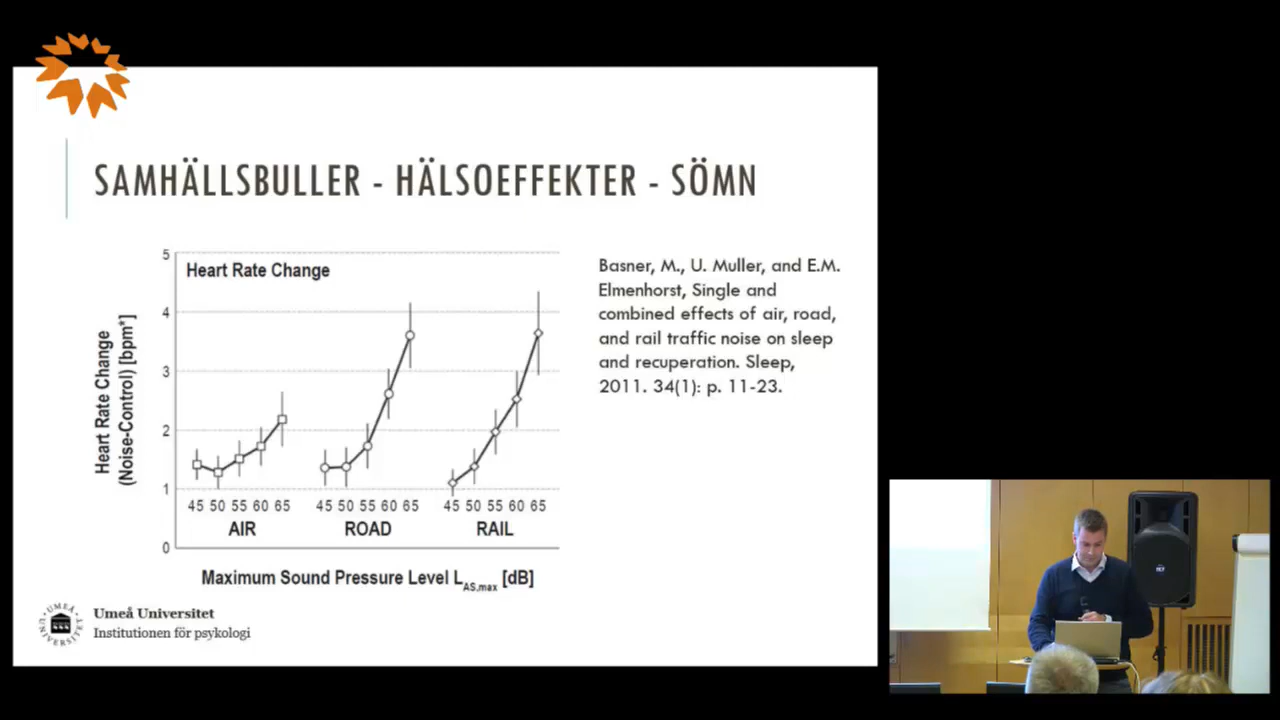 SAMHÄLLSBULLER - HÄLSOEFFEKTER - SÖMN
Heart Rate Change
Heart Rate Change
(Noise-Control) [bpm*]
5
4
3
2
1
0
45 50 55 60 65 45 50 55 60 65 45 50 55 60 65
AIR ROAD RAIL
Maximum Sound Pressure Level LAS,max [dB]
Basner, M., U. Muller, and E.M.
Elmenhorst, Single and
combined effects of air, road,
and rail traffic noise on sleep
and recuperation. Sleep,
2011. 34(1): p. 11-23.
UMEÅ UNIVERSITET
Umeå Universitet
Institutionen för psykologi